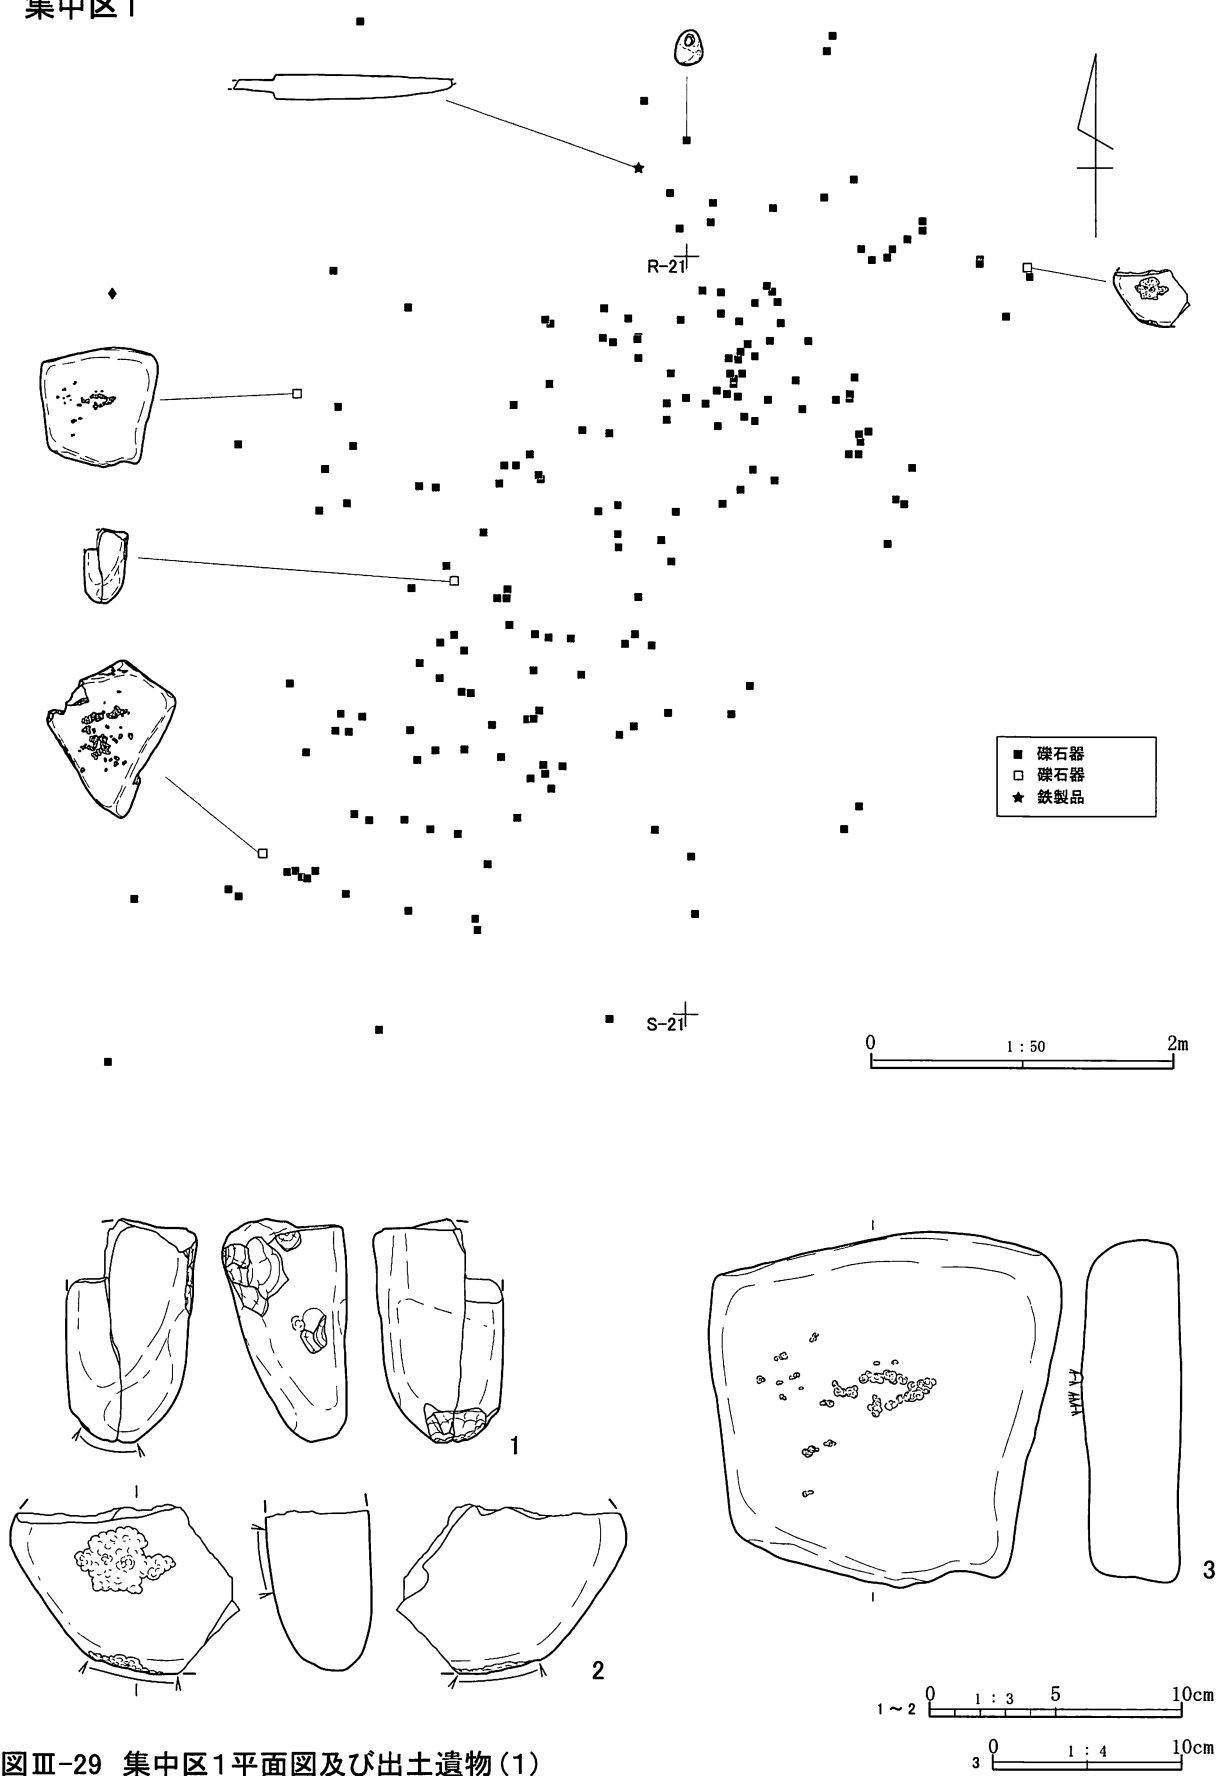 集中区1
R-21
■ 礫石器
□ 礫石器
★ 鉄製品
S-21
0 1:50 2m
1
2
3
1～2 0 1:3 5 10cm
3 0 1:4 10cm
図Ⅲ-29 集中区1平面図及び出土遺物(1)